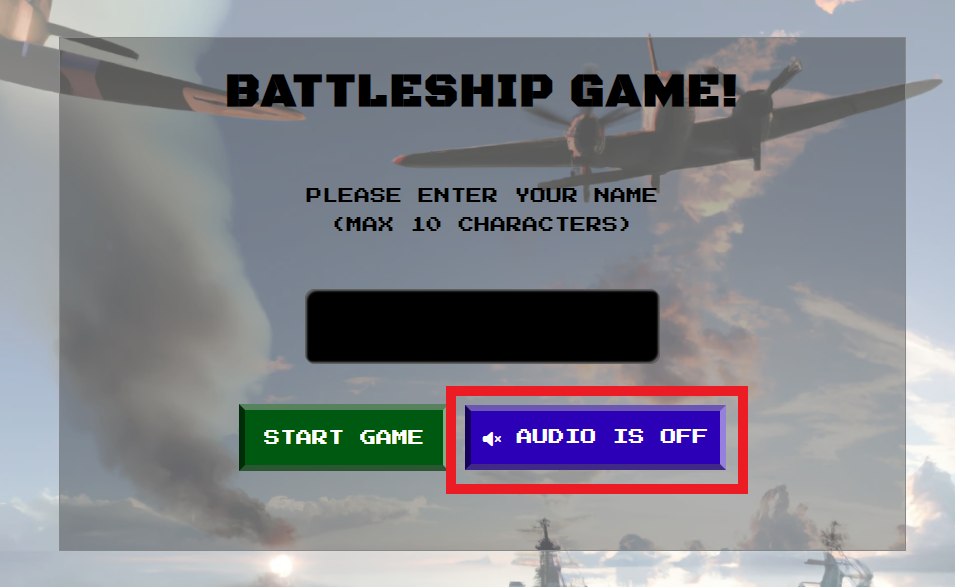 BATTLESHIP GAME!
PLEASE ENTER YOUR NAME
(MAX 10 CHARACTERS)
START GAME
AUDIO IS OFF